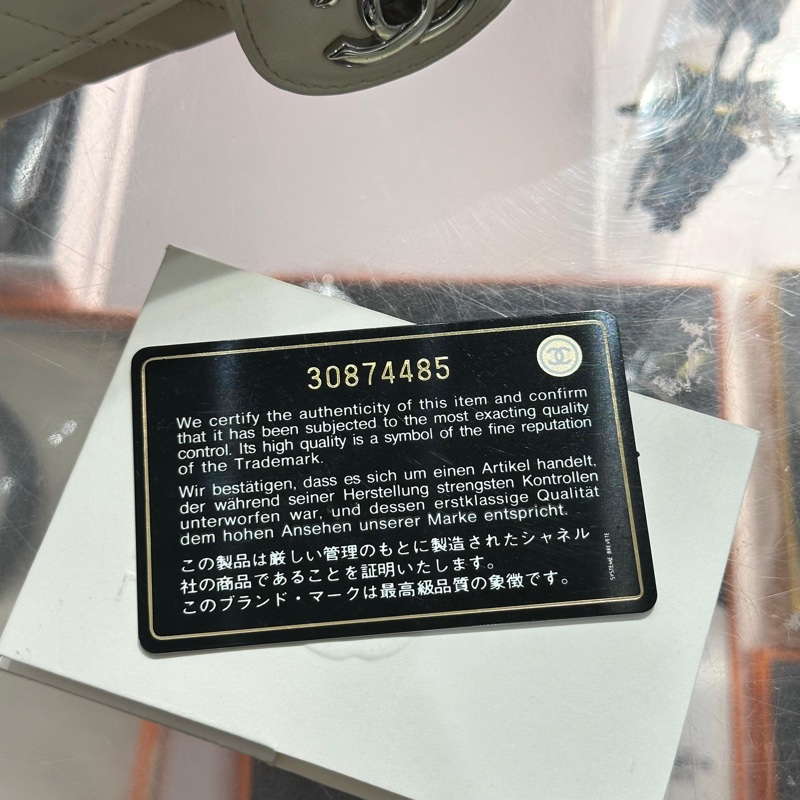 30874485
We certify the authenticity of this item and confirm
that it has been subjected to the most exacting quality
control. Its high quality is a symbol of the fine reputation
of the Trademark.
Wir bestätigen, dass es sich um einen Artikel handelt,
der während seiner Herstellung strengsten Kontrollen
unterworfen war, und dessen erstklassige Qualität
dem hohen Ansehen unserer Marke entspricht.
この製品は厳しい管理のもとに製造されたシャネル
社の商品であることを証明いたします。
このブランド・マークは最高級品質の象徴です。
SYSTEME BREVETE